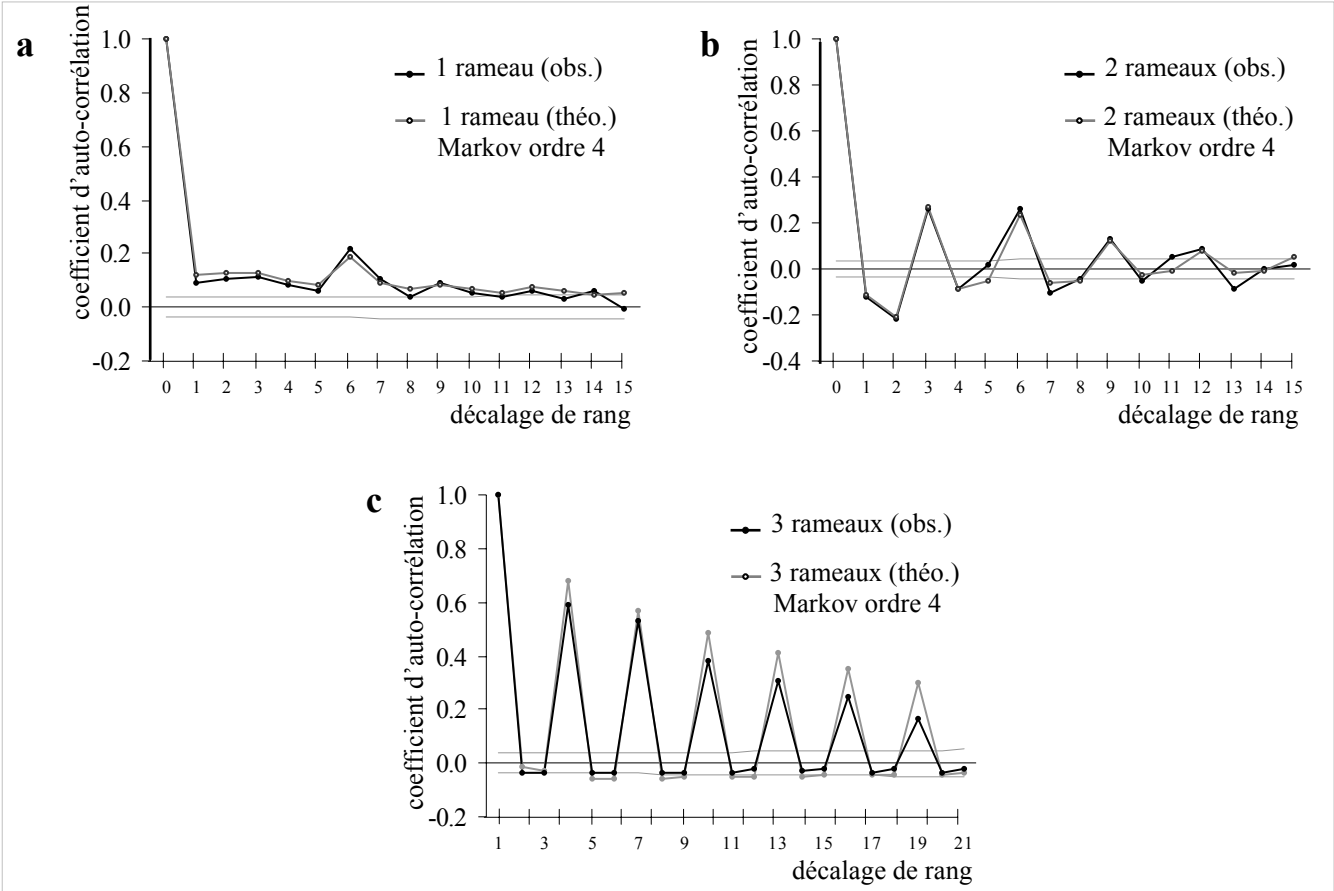 a
coefficient d'auto-corrélation
1.0
0.8
0.6
0.4
0.2
0.0
-0.2
1 rameau (obs.)
1 rameau (théo.)
Markov ordre 4
0 1 2 3 4 5 6 7 8 9 10 11 12 13 14 15
décalage de rang
b
coefficient d'auto-corrélation
1.0
0.8
0.6
0.4
0.2
0.0
-0.2
-0.4
2 rameaux (obs.)
2 rameaux (théo.)
Markov ordre 4
0 1 2 3 4 5 6 7 8 9 10 11 12 13 14 15
décalage de rang
c
coefficient d'auto-corrélation
1.0
0.8
0.6
0.4
0.2
0.0
-0.2
3 rameaux (obs.)
3 rameaux (théo.)
Markov ordre 4
1 3 5 7 9 11 13 15 17 19 21
décalage de rang